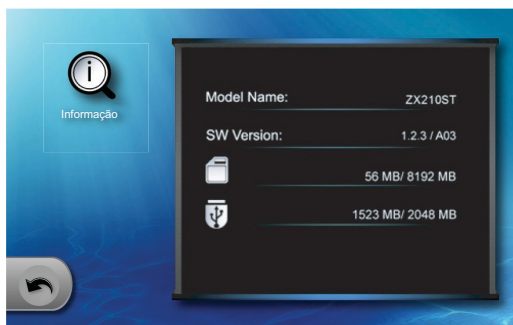 Informação
Model Name: ZX210ST
SW Version: 1.2.3 / A03
56 MB/ 8192 MB
1523 MB/ 2048 MB